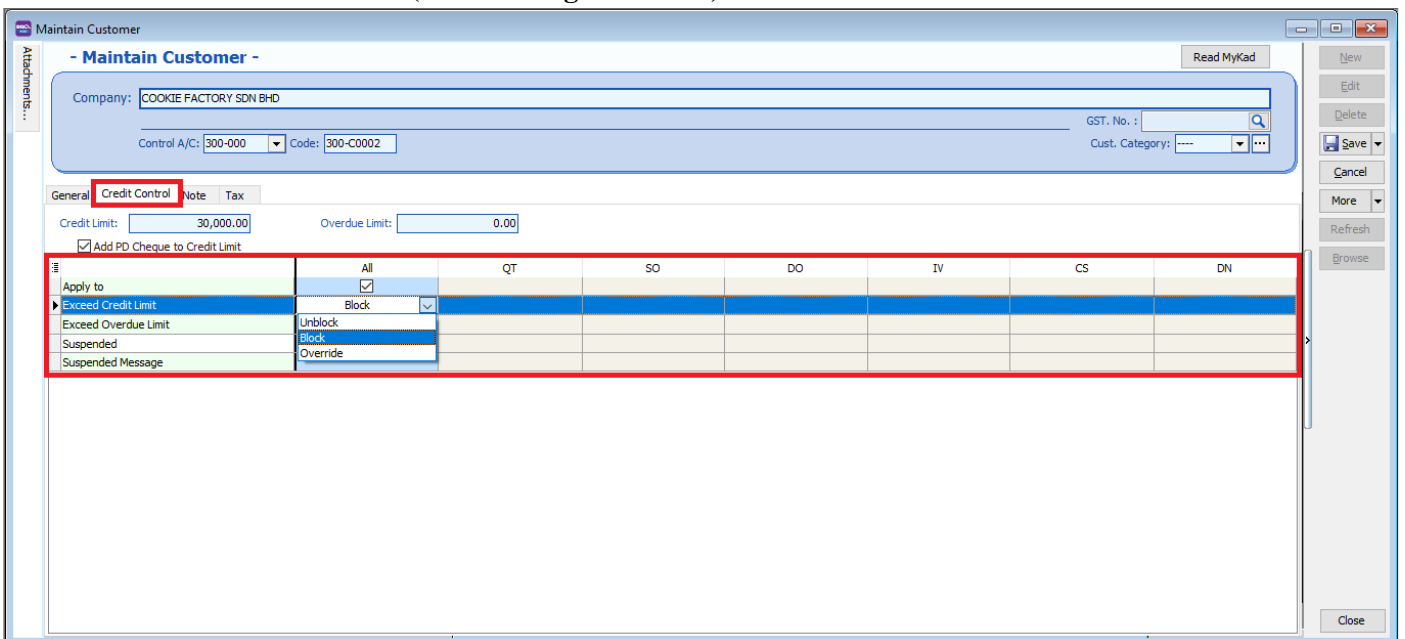 Maintain Customer
Attachments...
- Maintain Customer -
Read MyKad
Company: COOKIE FACTORY SDN BHD
GST. No. :
Control A/C: 300-000 Code: 300-C0002
Cust. Category: ----
General Credit Control Note Tax
Credit Limit: 30,000.00 Overdue Limit: 0.00
Add PD Cheque to Credit Limit
All QT SO DO IV CS DN
Apply to
Exceed Credit Limit Block
Exceed Overdue Limit
Suspended
Suspended Message
Unblock
Block
Override
New
Edit
Delete
Save
Cancel
More
Refresh
Browse
Close